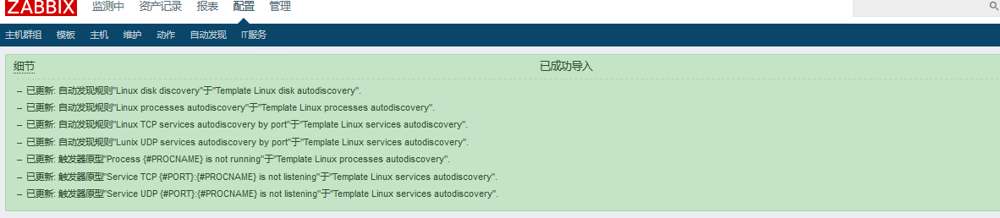 ZABBIX 监测中 资产记录 报表 配置 管理
主机群组 模板 主机 维护 动作 自动发现 IT服务
细节 已成功导入
– 已更新: 自动发现规则"Linux disk discovery"于"Template Linux disk autodiscovery".
– 已更新: 自动发现规则"Linux processes autodiscovery"于"Template Linux processes autodiscovery".
– 已更新: 自动发现规则"Linux TCP services autodiscovery by port"于"Template Linux services autodiscovery".
– 已更新: 自动发现规则"Lunix UDP services autodiscovery by port"于"Template Linux services autodiscovery".
– 已更新: 触发器原型"Process {#PROCNAME} is not running"于"Template Linux processes autodiscovery".
– 已更新: 触发器原型"Service TCP {#PORT}:{#PROCNAME} is not listening"于"Template Linux services autodiscovery".
– 已更新: 触发器原型"Service UDP {#PORT}:{#PROCNAME} is not listening"于"Template Linux services autodiscovery".